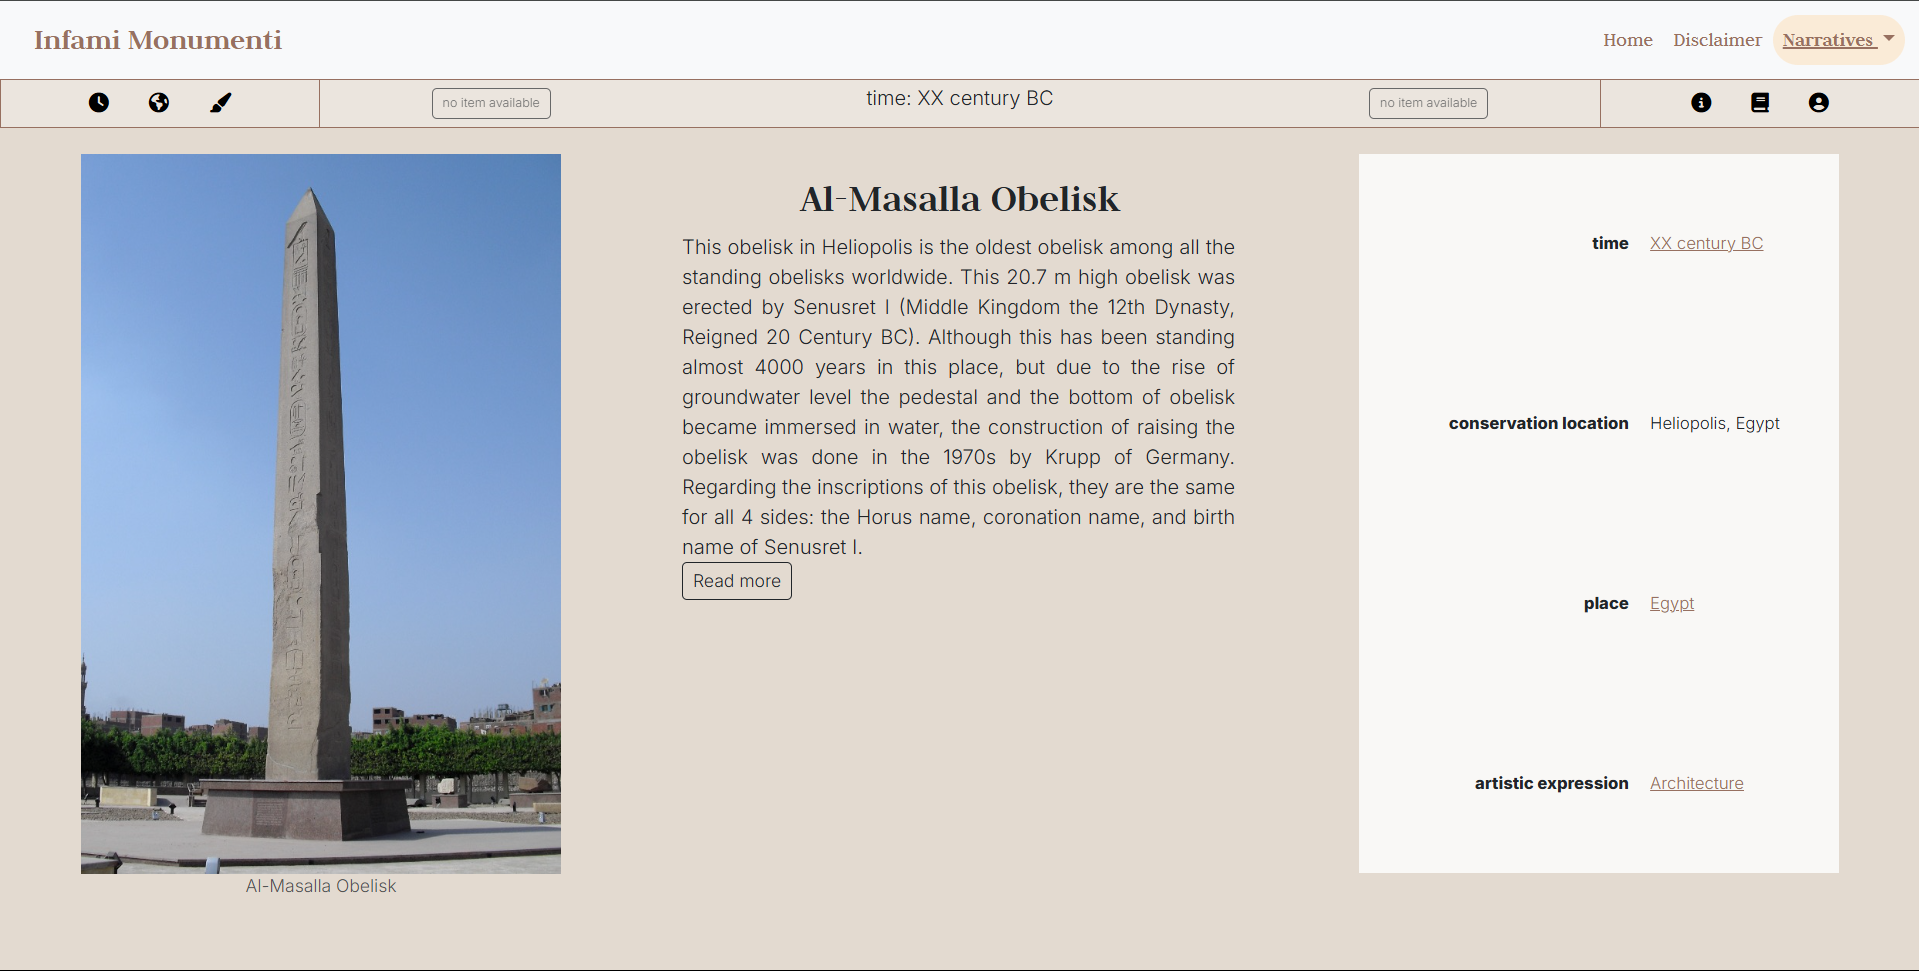 Infami Monumenti
Home Disclaimer Narratives
no item available
time: XX century BC
no item available
Al-Masalla Obelisk
This obelisk in Heliopolis is the oldest obelisk among all the
standing obelisks worldwide. This 20.7 m high obelisk was
erected by Senusret I (Middle Kingdom the 12th Dynasty,
Reigned 20 Century BC). Although this has been standing
almost 4000 years in this place, but due to the rise of
groundwater level the pedestal and the bottom of obelisk
became immersed in water, the construction of raising the
obelisk was done in the 1970s by Krupp of Germany.
Regarding the inscriptions of this obelisk, they are the same
for all 4 sides: the Horus name, coronation name, and birth
name of Senusret I.
Read more
Al-Masalla Obelisk
time XX century BC
conservation location Heliopolis, Egypt
place Egypt
artistic expression Architecture